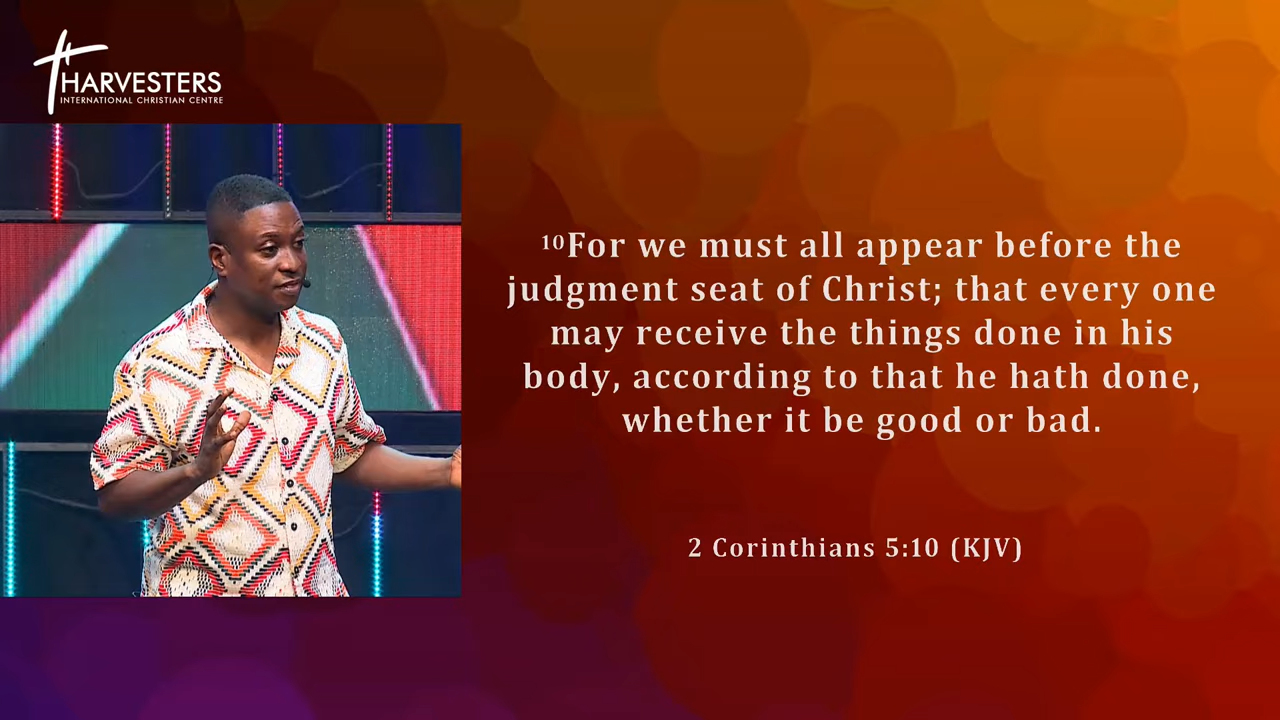 HARVESTERS
INTERNATIONAL CHRISTIAN CENTRE
10For we must all appear before the
judgment seat of Christ; that every one
may receive the things done in his
body, according to that he hath done,
whether it be good or bad.
2 Corinthians 5:10 (KJV)